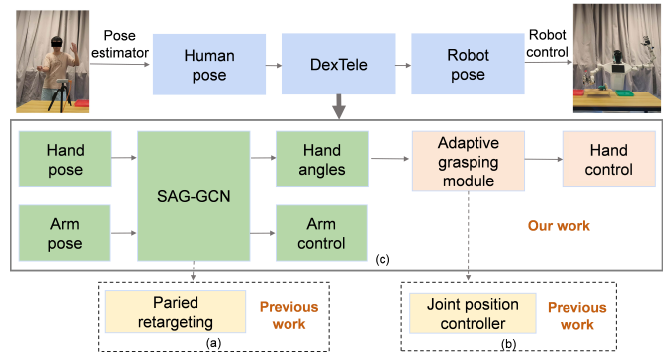 Pose
estimator
Human
pose
DexTele
Robot
pose
Robot
control
Hand
pose
SAG-GCN
Hand
angles
Adaptive
grasping
module
Hand
control
Arm
pose
Arm
control
Our work
(c)
Paried
retargeting
Previous
work
(a)
Joint position
controller
Previous
work
(b)